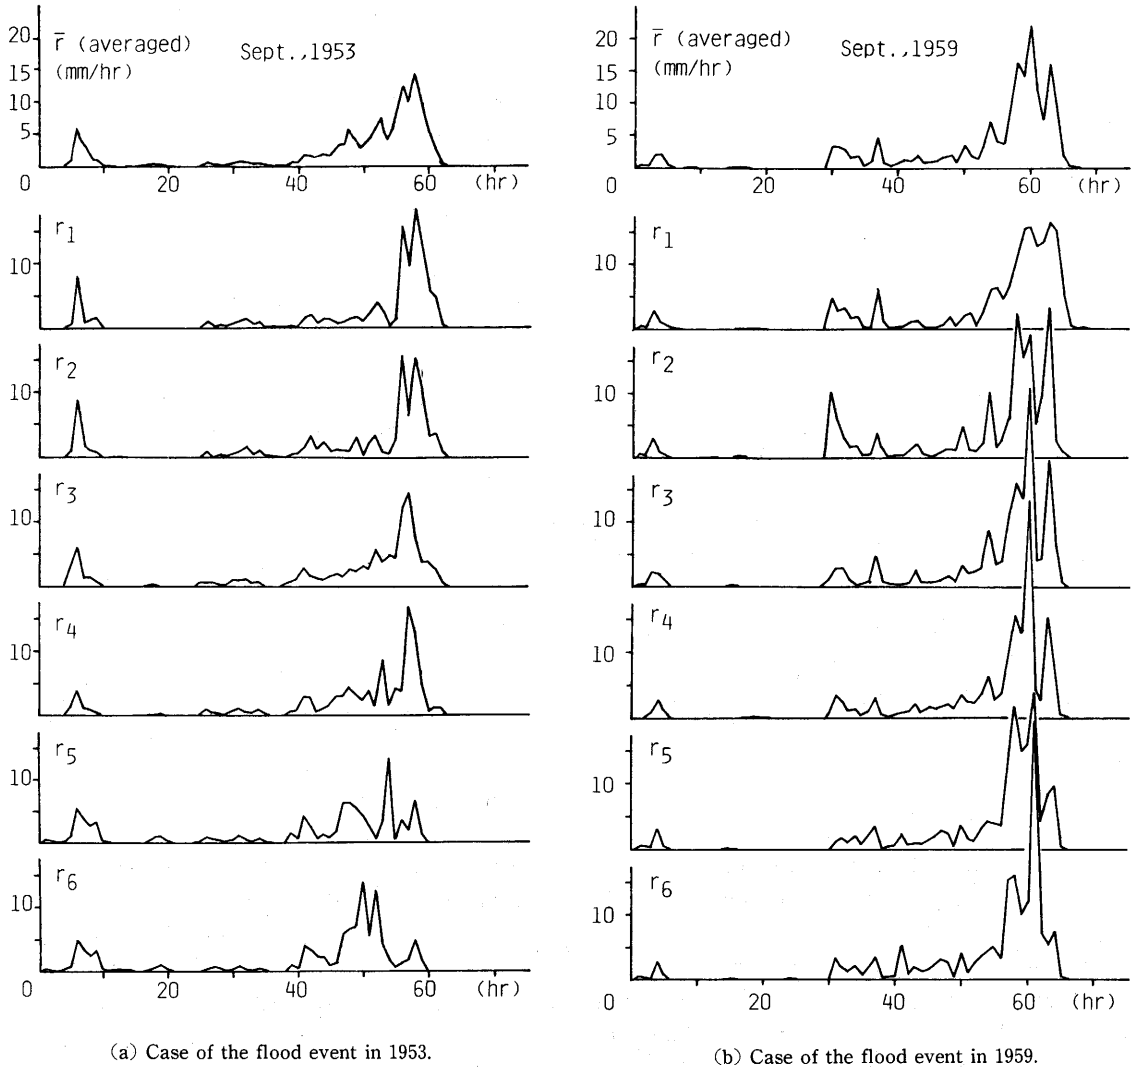 r̅ (averaged)
(mm/hr)
Sept.,1953
20
15
10
5
0
20
40
60
(hr)
r1
10
r2
10
r3
10
r4
10
r5
10
r6
10
0
20
40
60
(hr)
(a) Case of the flood event in 1953.
r̅ (averaged)
(mm/hr)
Sept.,1959
20
15
10
5
0
20
40
60
(hr)
r1
10
r2
10
r3
10
r4
10
r5
10
r6
10
0
20
40
60
(hr)
(b) Case of the flood event in 1959.